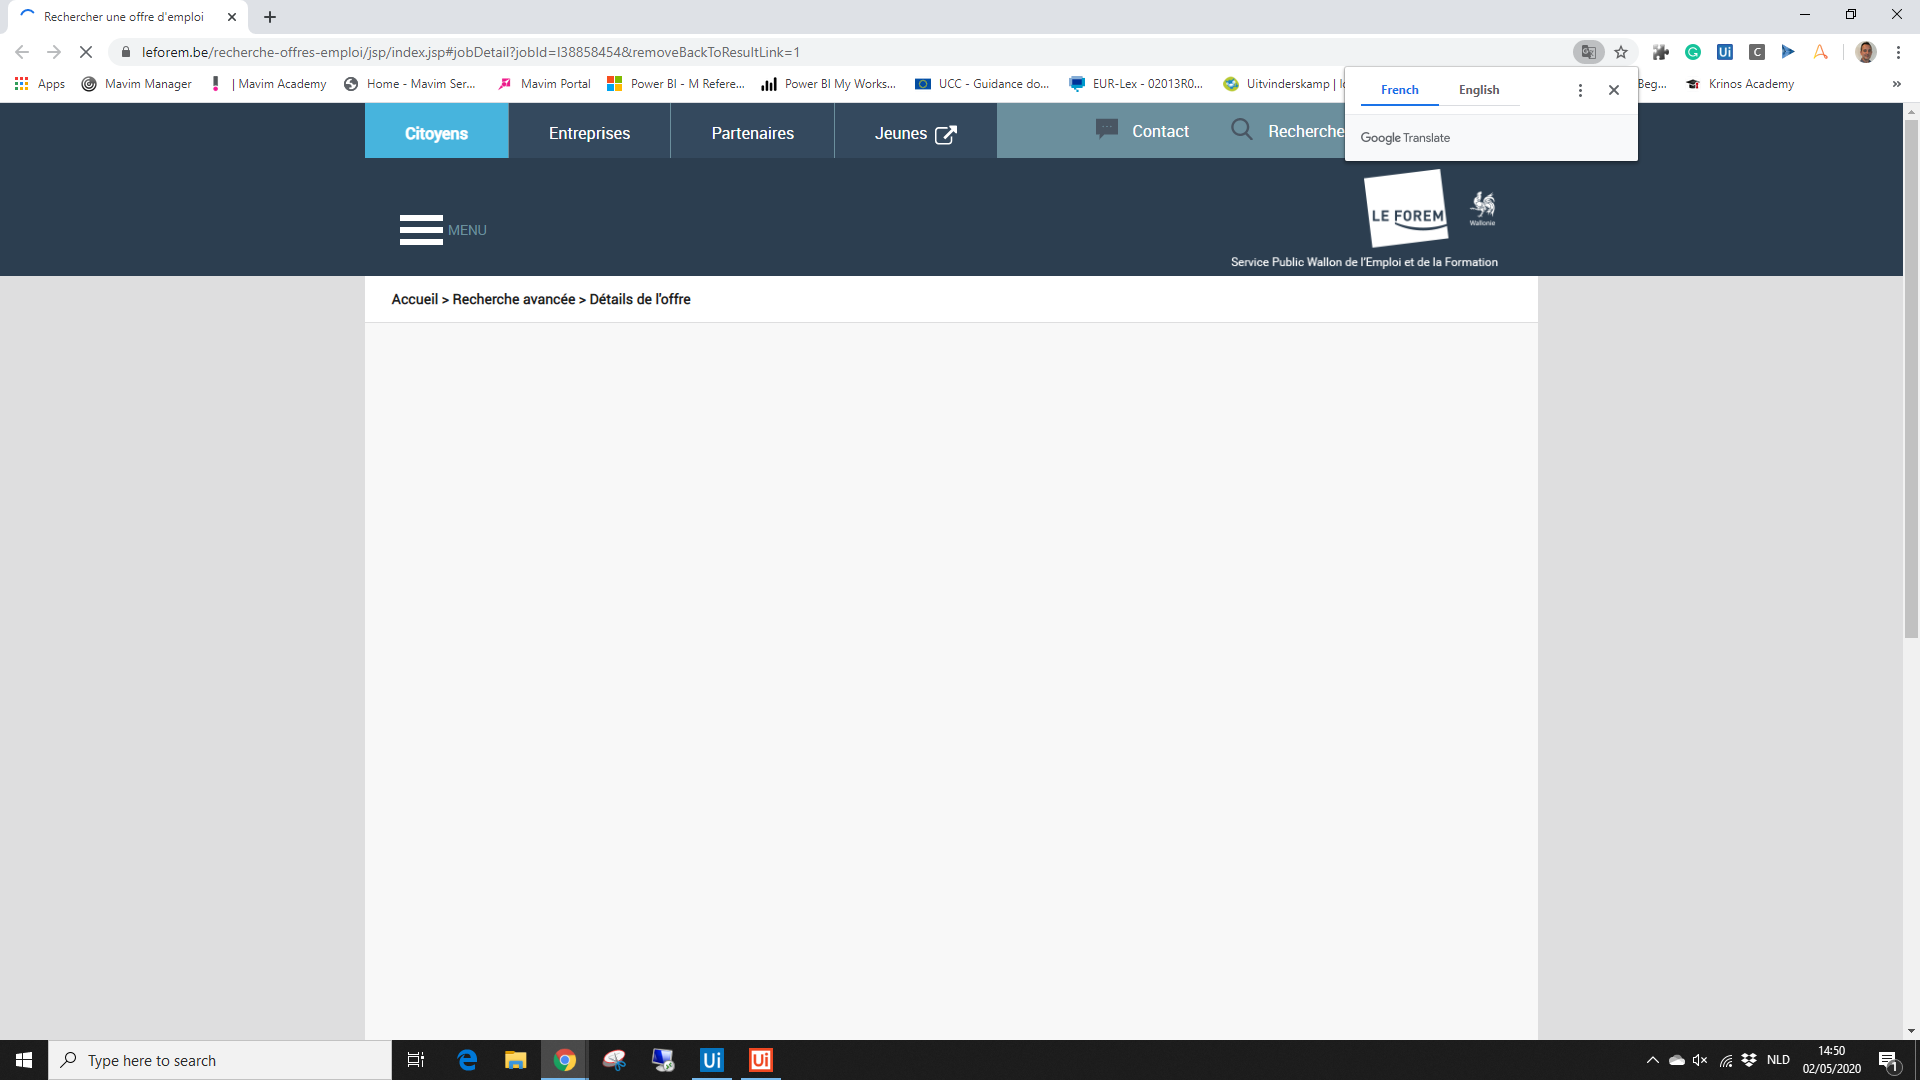 Rechercher une offre d'emploi
leforem.be/recherche-offres-emploi/jsp/index.jsp#jobDetail?jobId=I38858454&removeBackToResultLink=1
Apps Mavim Manager | Mavim Academy Home - Mavim Ser... Mavim Portal Power BI - M Refere... Power BI My Works... UCC - Guidance do... EUR-Lex - 02013R0... Uitvinderskamp | Beg... Krinos Academy »
French English
Google Translate
Citoyens Entreprises Partenaires Jeunes Contact Recherche
MENU
LE FOREM
Wallonie
Service Public Wallon de l'Emploi et de la Formation
Accueil > Recherche avancée > Détails de l'offre
Type here to search
NLD
14:50
02/05/2020
1
Ui
C
Ui
Ui